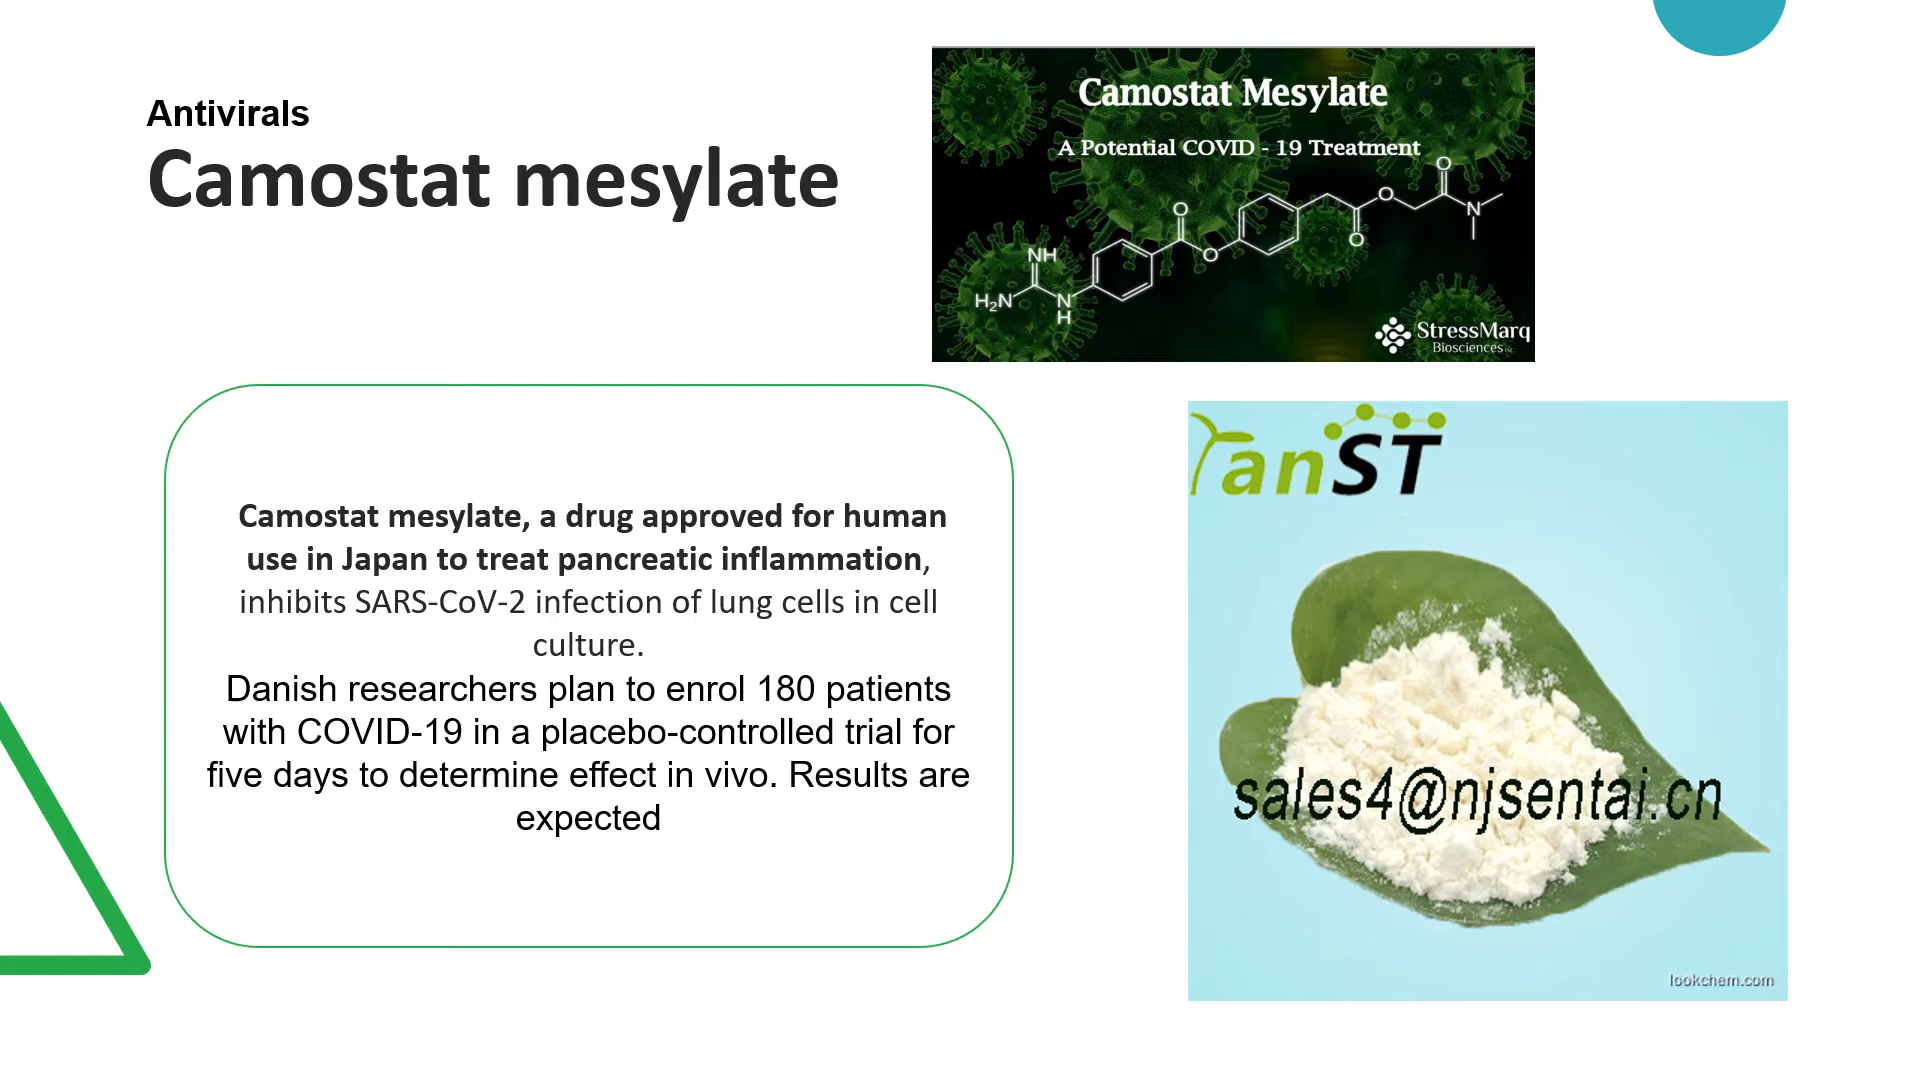 Antivirals
Camostat mesylate
Camostat Mesylate
A Potential COVID - 19 Treatment
O
O
O
N
O
O
O
NH
H₂N
N
H
StressMarq
Biosciences INC
Camostat mesylate, a drug approved for human
use in Japan to treat pancreatic inflammation,
inhibits SARS-CoV-2 infection of lung cells in cell
culture.
Danish researchers plan to enrol 180 patients
with COVID-19 in a placebo-controlled trial for
five days to determine effect in vivo. Results are
expected
YanST
sales4@njsentai.cn
lookchem.com